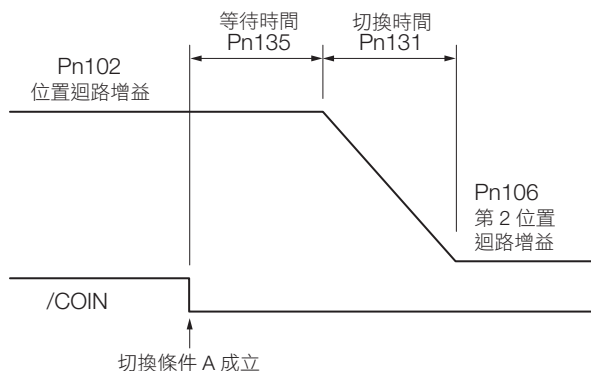 等待時間
Pn135
切換時間
Pn131
Pn102
位置迴路增益
Pn106
第 2 位置
迴路增益
/COIN
切換條件 A 成立